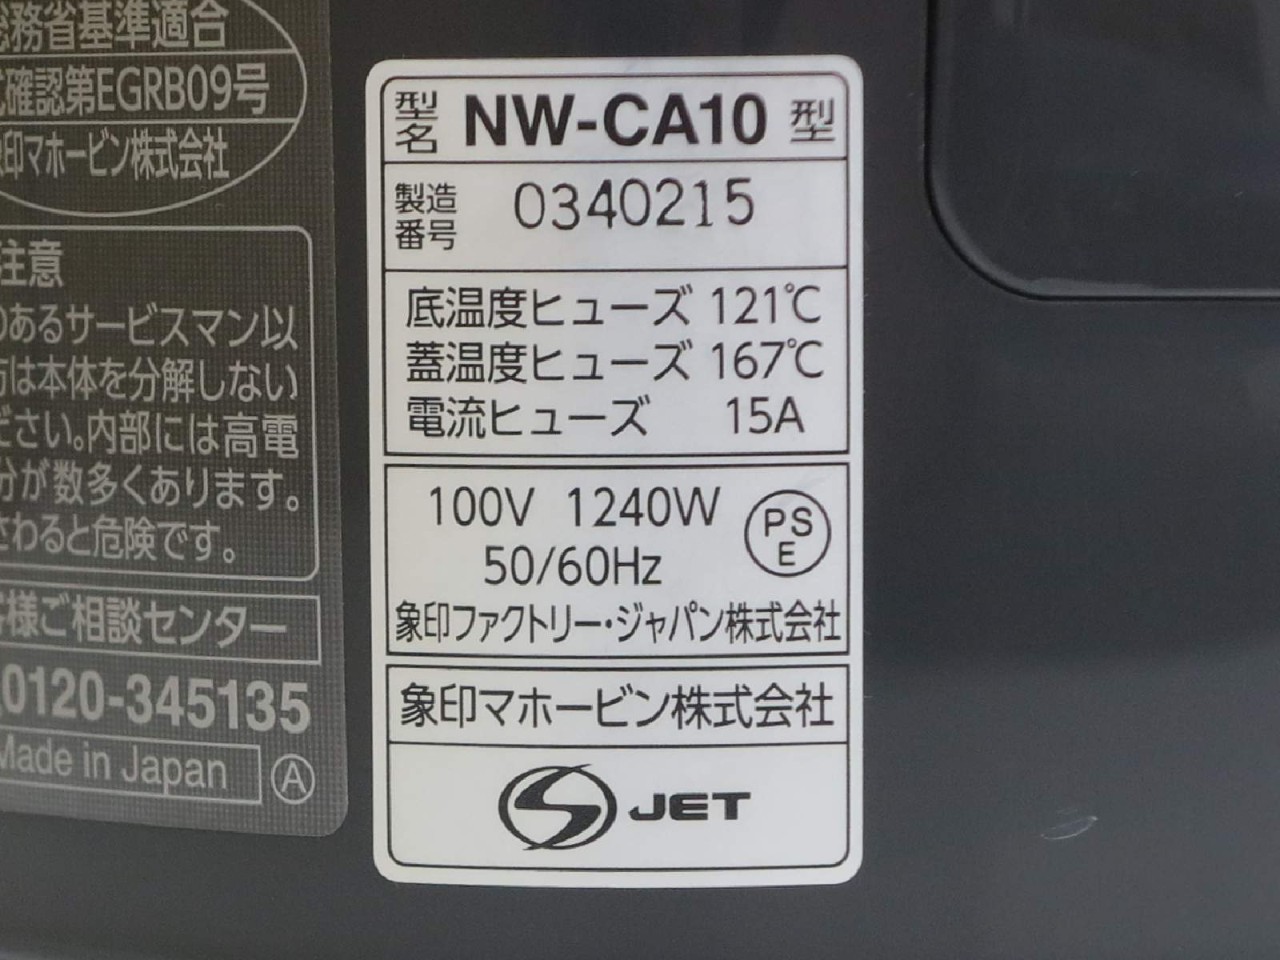 総務省基準適合
式確認第EGRB09号
象印マホービン株式会社
注意
のあるサービスマン以
方は本体を分解しない
ださい。内部には高電
分が数多くあります。
さわると危険です。
客様ご相談センター
0120-345135
Made in Japan
A
型名 NW-CA10 型
製造番号 0340215
底温度ヒューズ 121℃
蓋温度ヒューズ 167℃
電流ヒューズ 15A
100V 1240W
PSE
50/60Hz
象印ファクトリー・ジャパン株式会社
象印マホービン株式会社
S JET